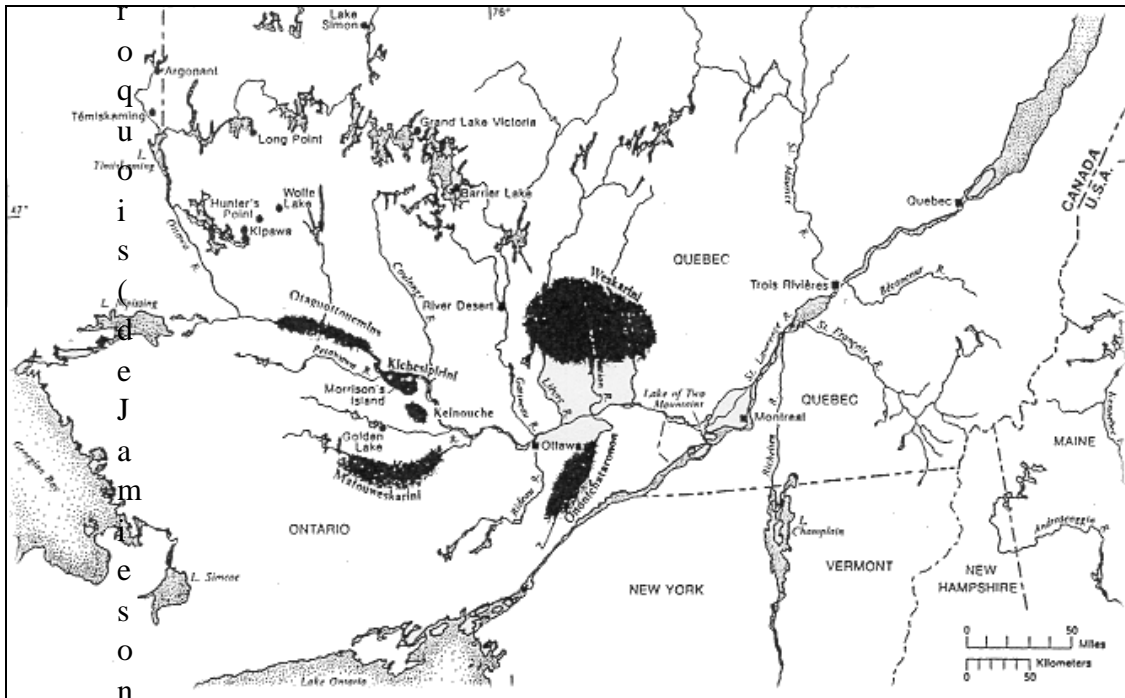 r
o
q
u
o
i
s
(
d
e
J
a
m
i
e
s
o
n
Lake Simon
76°
Argonant
Témiskaming
L. Timiskaming
Long Point
Grand Lake Victoria
Barrier Lake
47°
Hunter's Point
Wolfe Lake
Kipawa
Ottawa R.
Coulonge R.
River Desert
Weskarini
QUEBEC
St. Maurice R.
Quebec
CANADA
U.S.A.
Trois Rivières
Bécancour R.
L. Nipissing
Otaguottouemins
Petawawa R.
Kichesipirini
Morrison's Island
Keinouche
Golden Lake
Matouweskarini
Gatineau R.
Lièvre R.
R.
Lake of Two Mountains
St. Lawrence R.
St. François R.
Montreal
QUEBEC
R.
Ottawa
Onontchataronon
Rideau R.
Richelieu R.
MAINE
Georgian Bay
ONTARIO
L. Simcoe
L. Champlain
Androscoggin R.
NEW YORK
VERMONT
NEW HAMPSHIRE
Lake Ontario
0 50
Miles
0 50
Kilometers